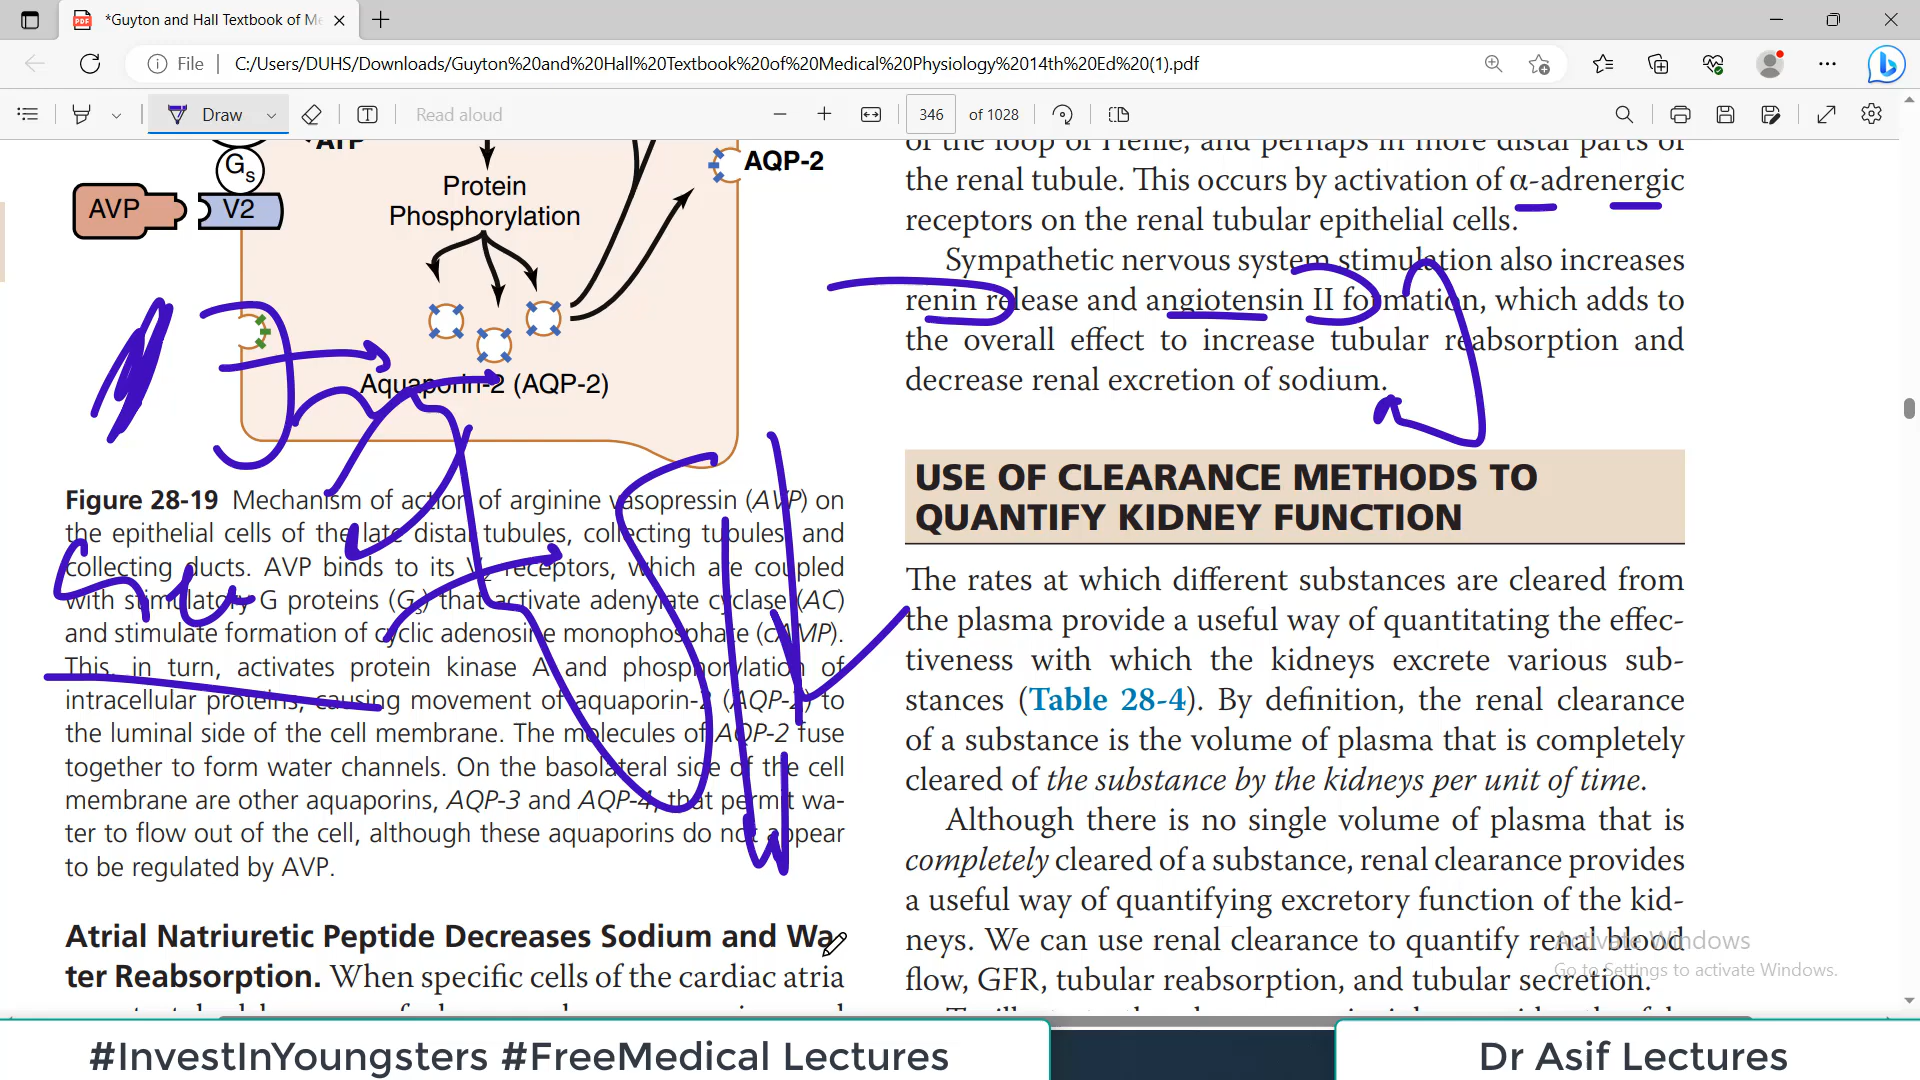 *Guyton and Hall Textbook of Me
File
C:/Users/DUHS/Downloads/Guyton%20and%20Hall%20Textbook%20of%20Medical%20Physiology%2014th%20Ed%20(1).pdf
Draw
Read aloud
346 of 1028
ATP
Gs
AVP
V2
Protein
Phosphorylation
AQP-2
Aquaporin-2 (AQP-2)
Figure 28-19 Mechanism of action of arginine vasopressin (AVP) on
the epithelial cells of the late distal tubules, collecting tubules, and
collecting ducts. AVP binds to its V2 receptors, which are coupled
with stimulatory G proteins (Gs) that activate adenylate cyclase (AC)
and stimulate formation of cyclic adenosine monophosphate (cAMP).
This, in turn, activates protein kinase A and phosphorylation of
intracellular proteins, causing movement of aquaporin-2 (AQP-2) to
the luminal side of the cell membrane. The molecules of AQP-2 fuse
together to form water channels. On the basolateral side of the cell
membrane are other aquaporins, AQP-3 and AQP-4, that permit wa-
ter to flow out of the cell, although these aquaporins do not appear
to be regulated by AVP.
Atrial Natriuretic Peptide Decreases Sodium and Wa-
ter Reabsorption. When specific cells of the cardiac atria
of the loop of Henle, and perhaps in more distal parts of
the renal tubule. This occurs by activation of α-adrenergic
receptors on the renal tubular epithelial cells.
Sympathetic nervous system stimulation also increases
renin release and angiotensin II formation, which adds to
the overall effect to increase tubular reabsorption and
decrease renal excretion of sodium.
USE OF CLEARANCE METHODS TO
QUANTIFY KIDNEY FUNCTION
The rates at which different substances are cleared from
the plasma provide a useful way of quantitating the effec-
tiveness with which the kidneys excrete various sub-
stances (Table 28-4). By definition, the renal clearance
of a substance is the volume of plasma that is completely
cleared of the substance by the kidneys per unit of time.
Although there is no single volume of plasma that is
completely cleared of a substance, renal clearance provides
a useful way of quantifying excretory function of the kid-
neys. We can use renal clearance to quantify renal blood
flow, GFR, tubular reabsorption, and tubular secretion.
Activate Windows
Go to Settings to activate Windows.
#InvestInYoungsters #FreeMedical Lectures
Dr Asif Lectures